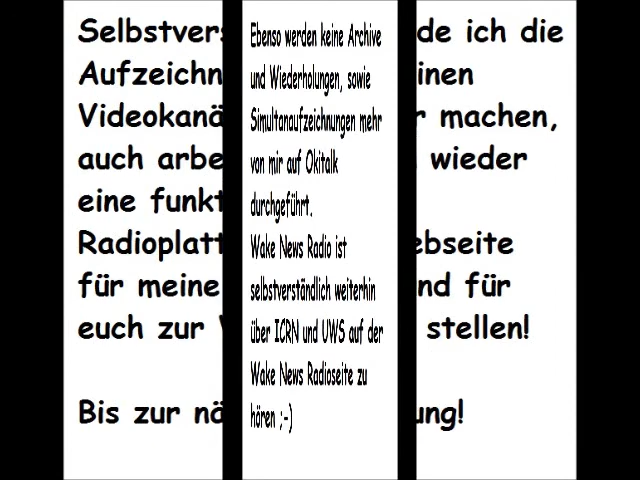 Selbstvers de ich die
Aufzeichn inen
Videokanä r machen,
auch arbe wieder
eine funkt
Radioplatt ebseite
für meine nd für
euch zur stellen!
Bis zur nä ung!
Ebenso werden keine Archive
und Wiederholungen, sowie
Simultanaufzeichnungen mehr
von mir auf Okitalk
durchgeführt.
Wake News Radio ist
selbstverständlich weiterhin
über ICRN und UWS auf der
Wake News Radioseite zu
hören ;-)